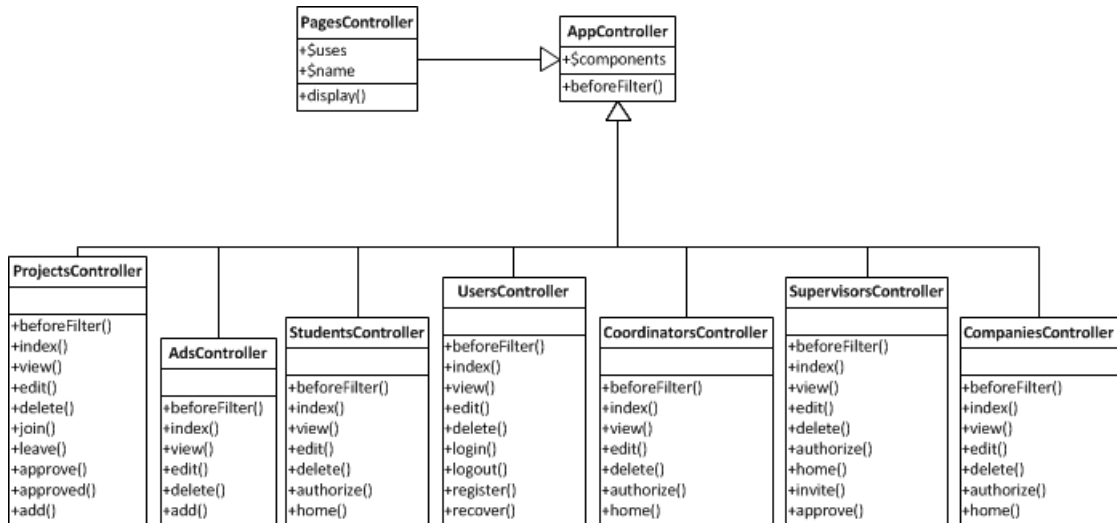 PagesController
+$uses
+$name
+display()
AppController
+$components
+beforeFilter()
ProjectsController
+beforeFilter()
+index()
+view()
+edit()
+delete()
+join()
+leave()
+approve()
+approved()
+add()
AdsController
+beforeFilter()
+index()
+view()
+edit()
+delete()
+add()
StudentsController
+beforeFilter()
+index()
+view()
+edit()
+delete()
+authorize()
+home()
UsersController
+beforeFilter()
+index()
+view()
+edit()
+delete()
+login()
+logout()
+register()
+recover()
CoordinatorsController
+beforeFilter()
+index()
+view()
+edit()
+delete()
+authorize()
+home()
SupervisorsController
+beforeFilter()
+index()
+view()
+edit()
+delete()
+authorize()
+home()
+invite()
+approve()
CompaniesController
+beforeFilter()
+index()
+view()
+edit()
+delete()
+authorize()
+home()